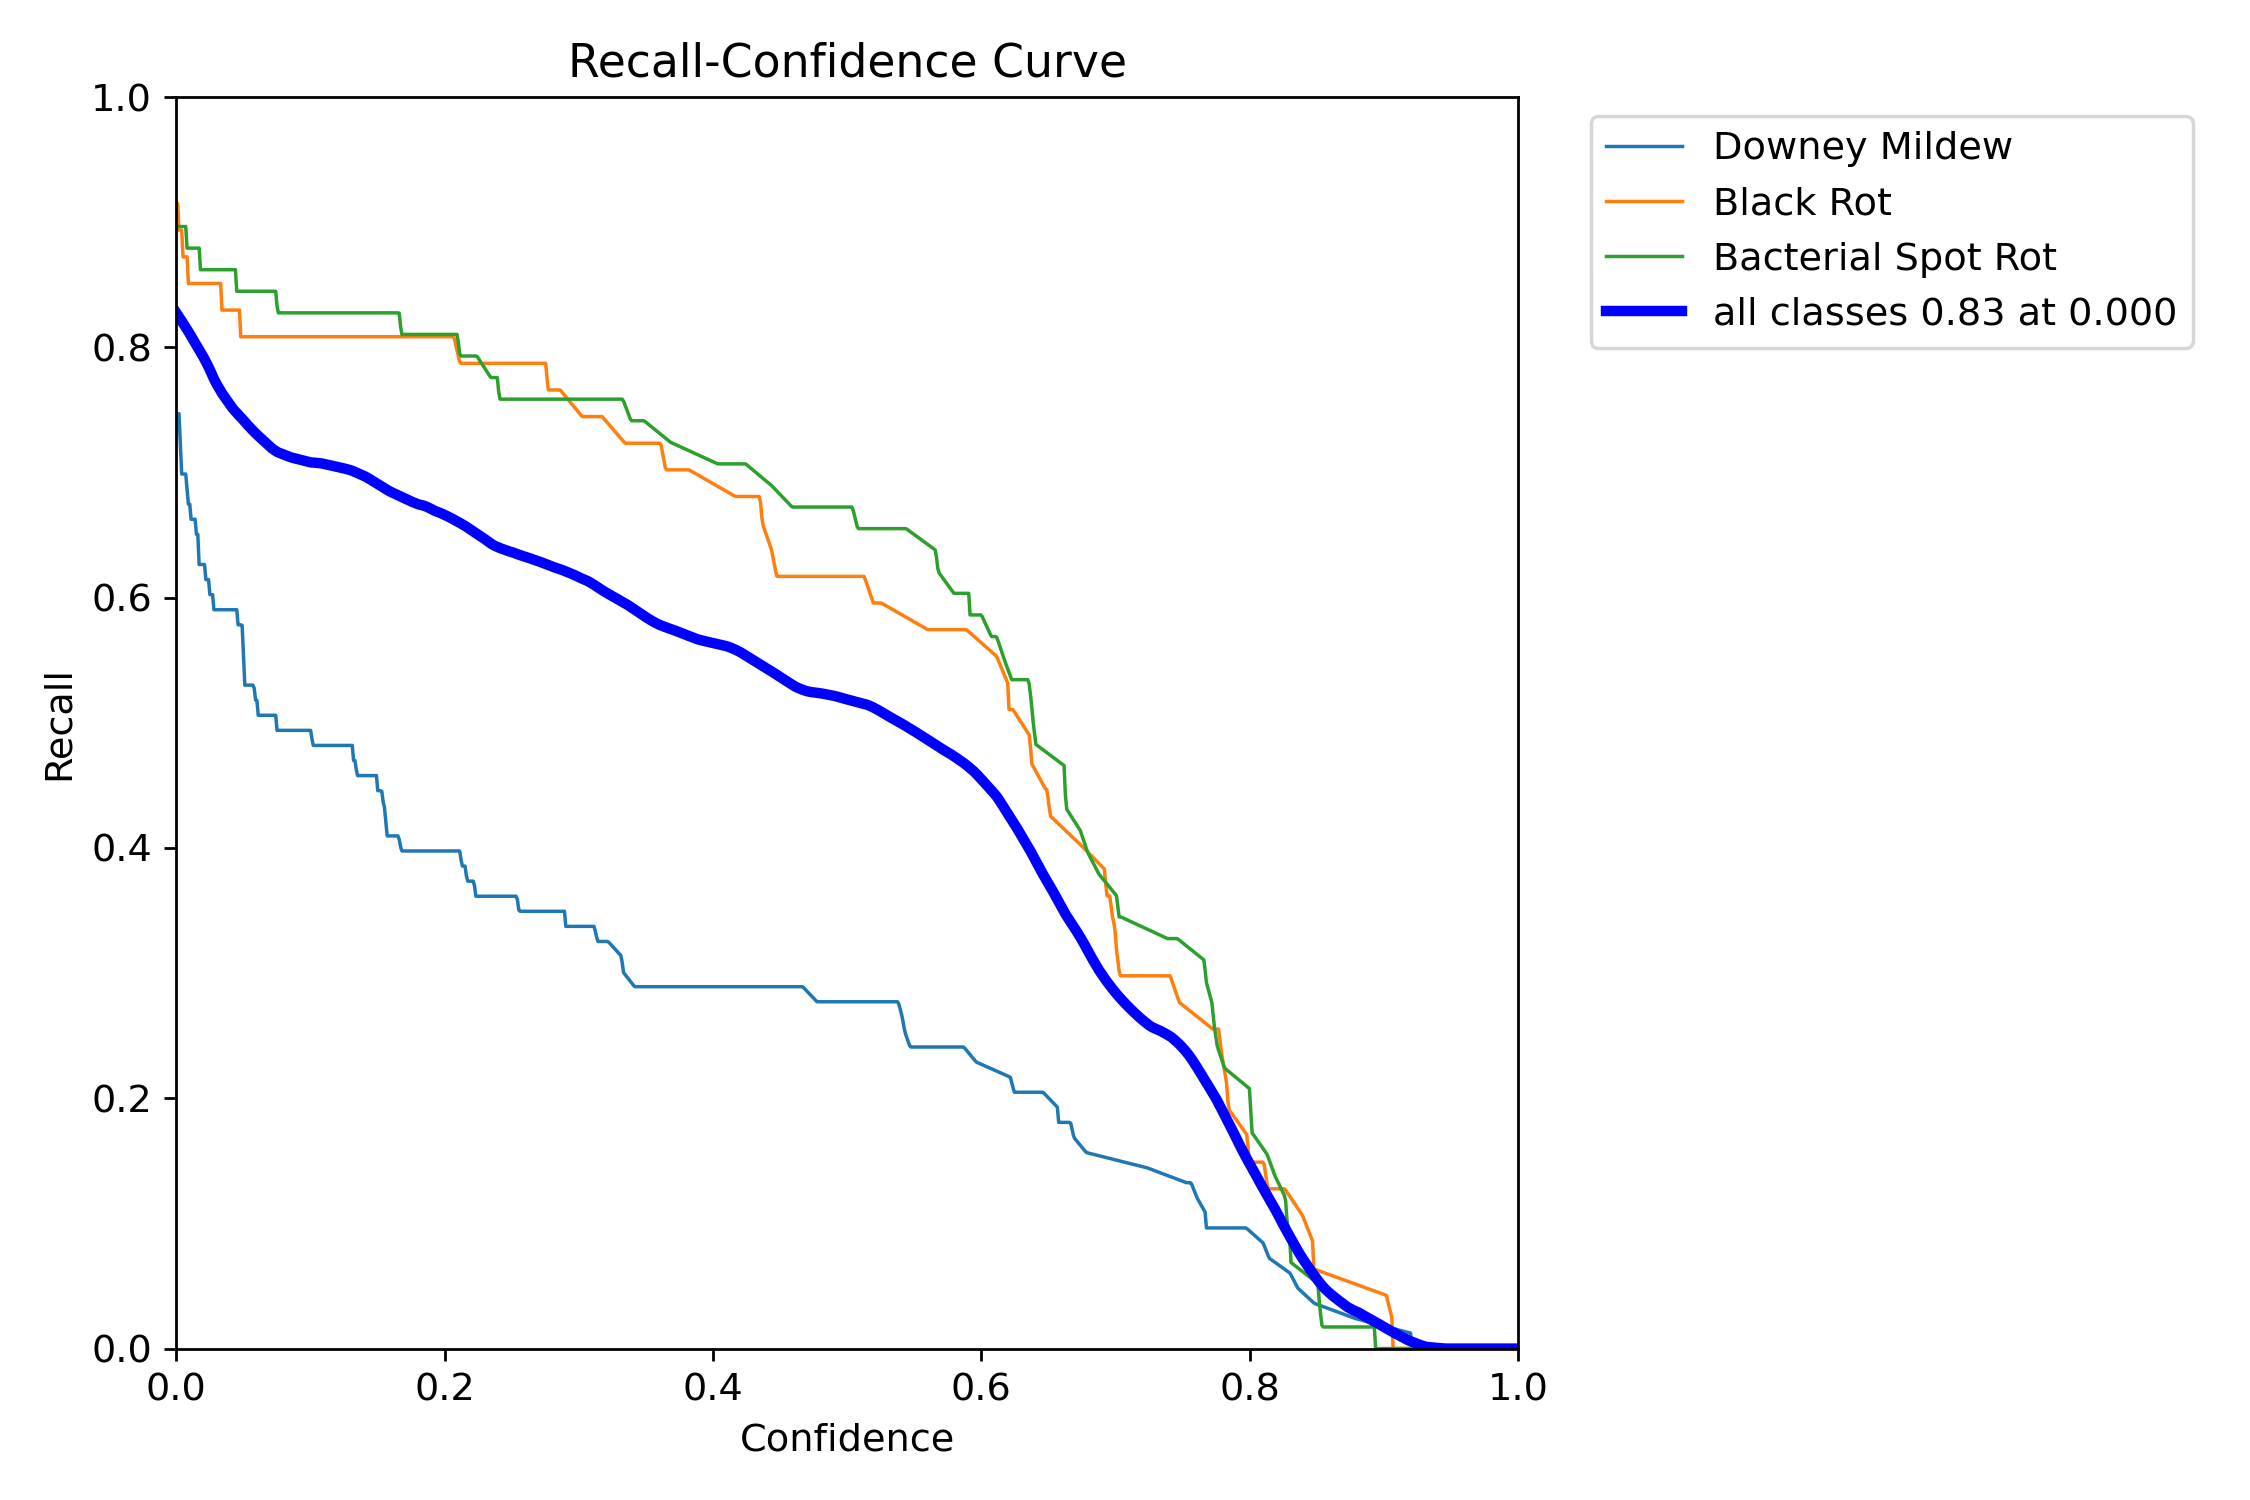 Recall-Confidence Curve
1.0
0.8
0.6
0.4
0.2
0.0
Recall
0.0 0.2 0.4 0.6 0.8 1.0
Confidence
Downey Mildew
Black Rot
Bacterial Spot Rot
all classes 0.83 at 0.000